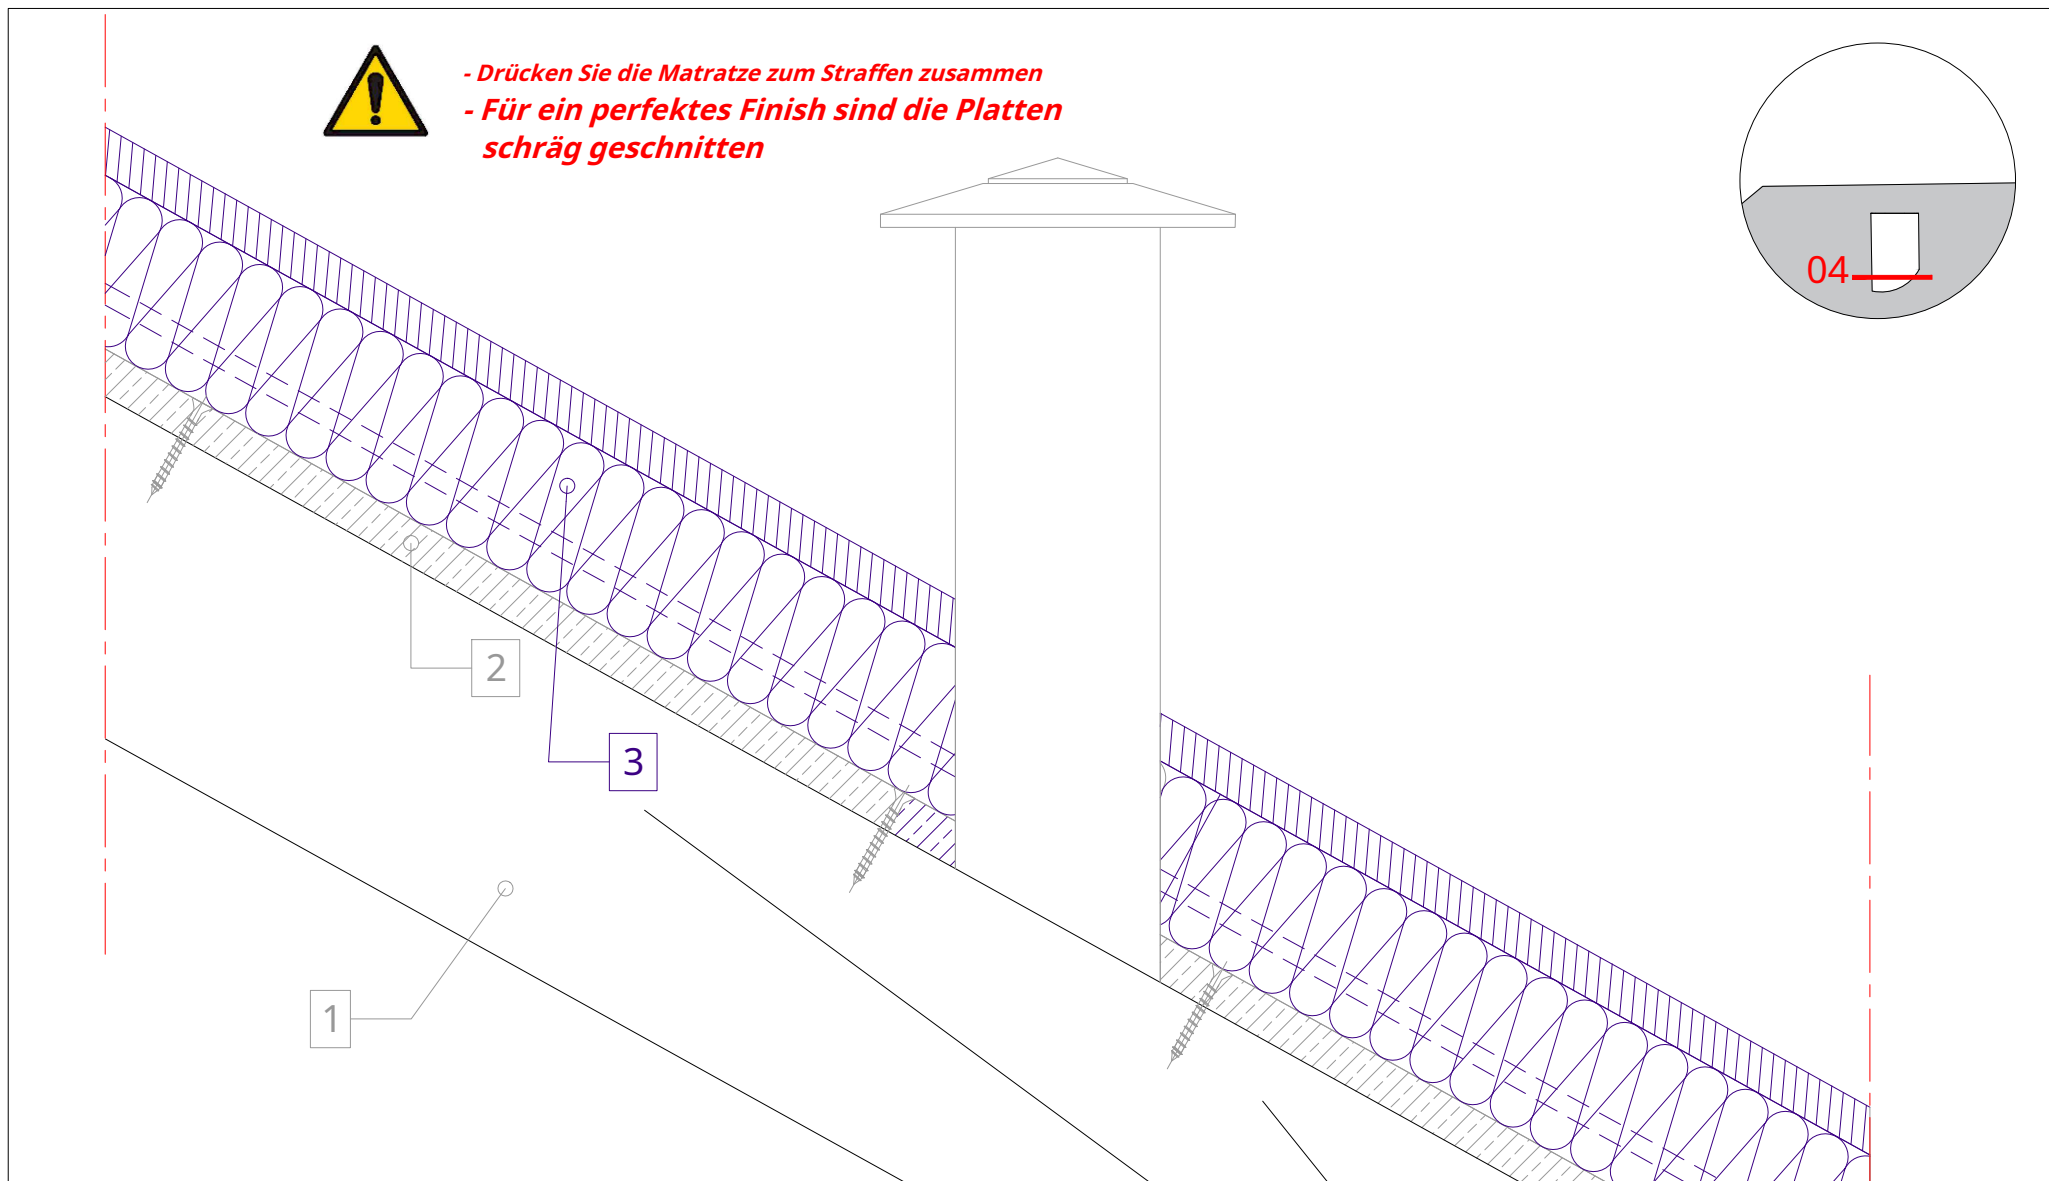 - Drücken Sie die Matratze zum Straffen zusammen
- Für ein perfektes Finish sind die Platten
schräg geschnitten
04
2
3
1